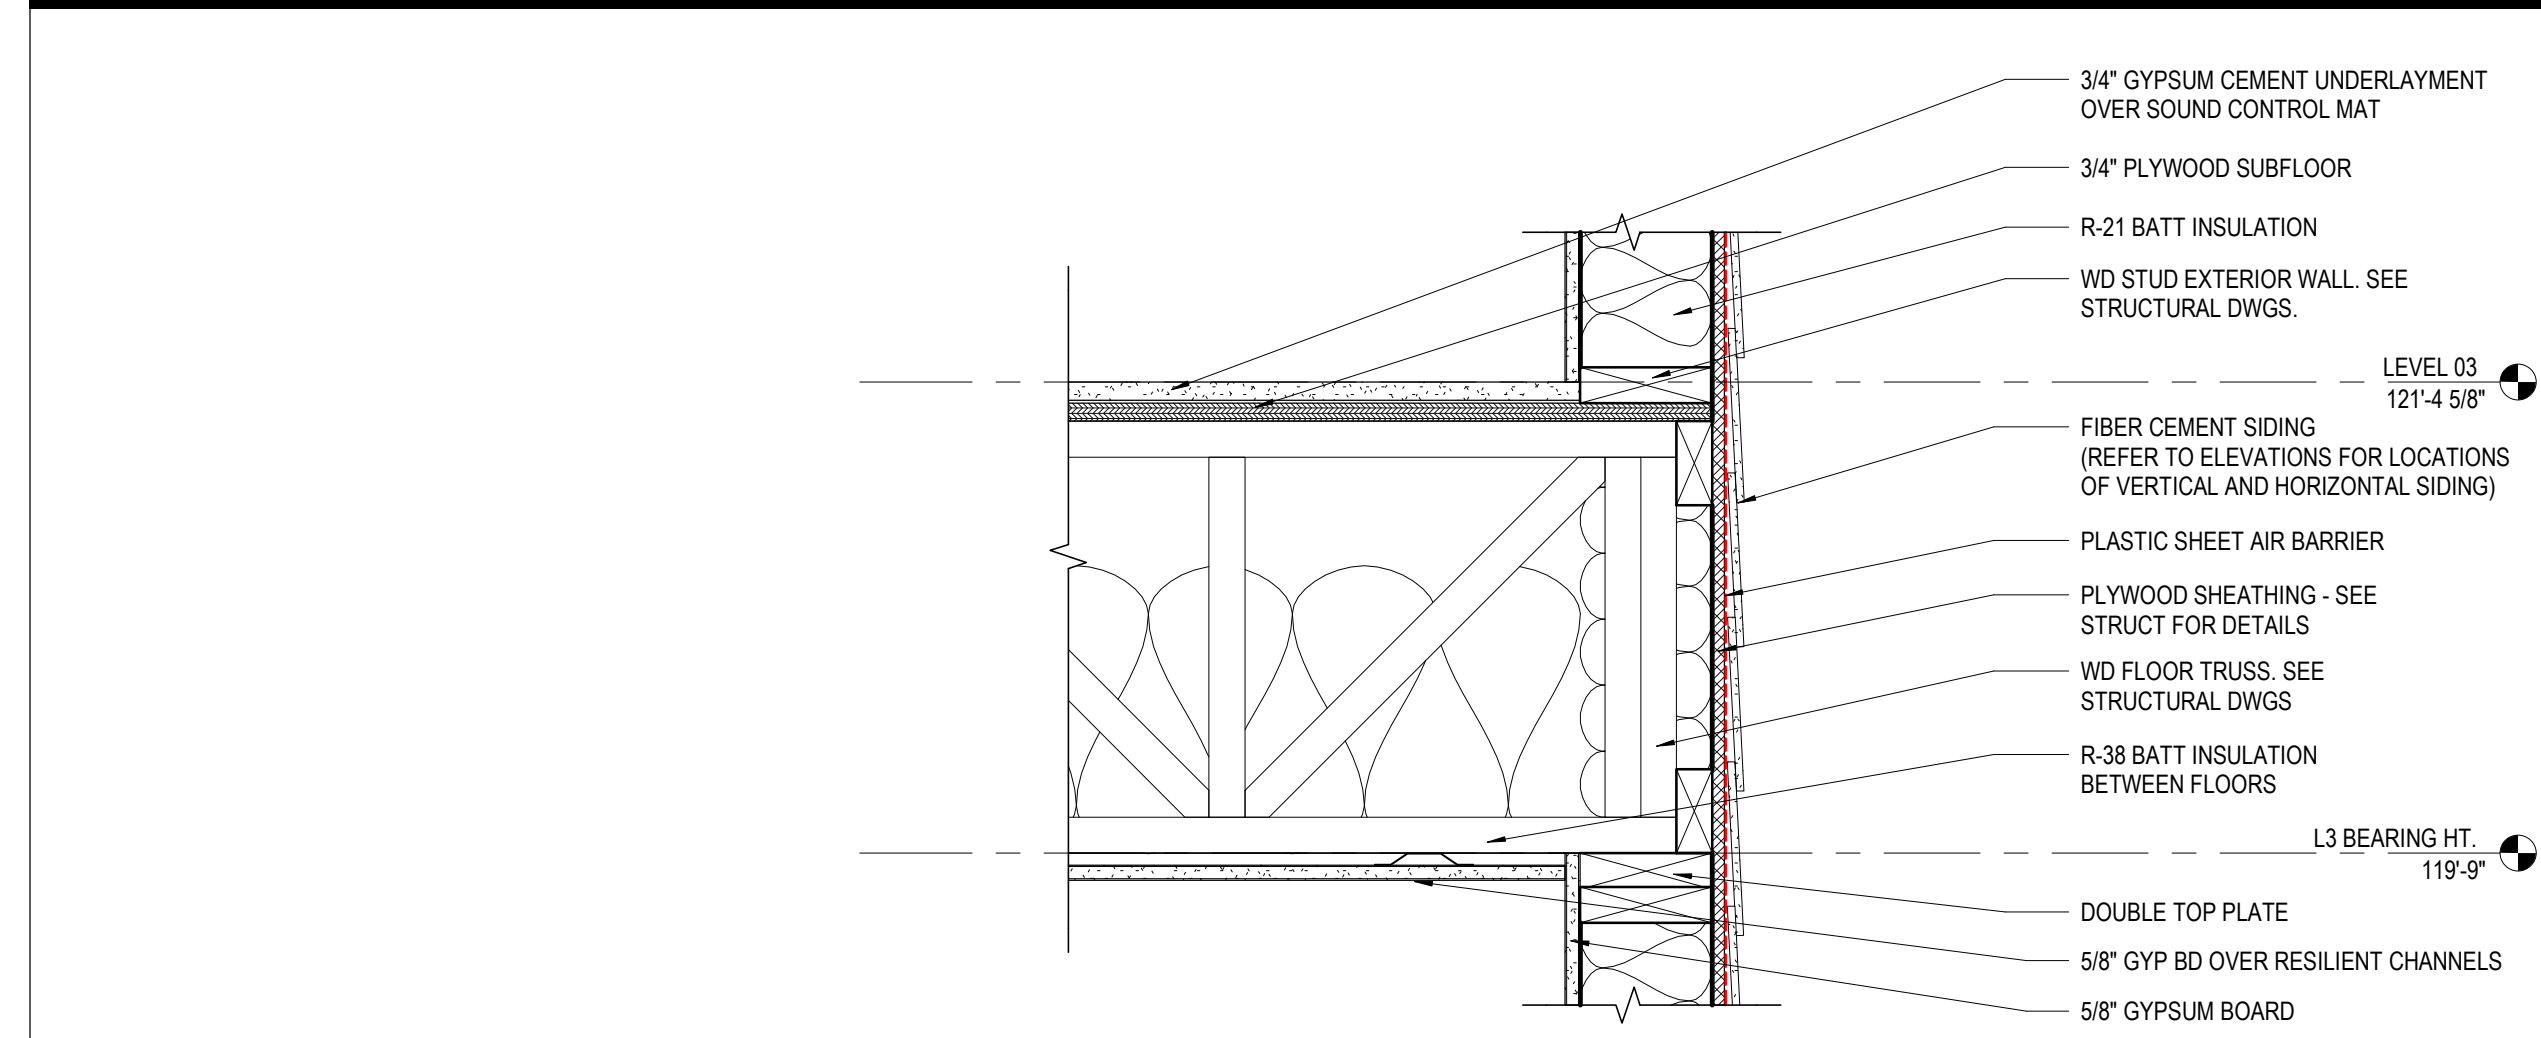 3/4" GYPSUM CEMENT UNDERLAYMENT
OVER SOUND CONTROL MAT
3/4" PLYWOOD SUBFLOOR
R-21 BATT INSULATION
WD STUD EXTERIOR WALL. SEE
STRUCTURAL DWGS.
LEVEL 03
121'-4 5/8"
FIBER CEMENT SIDING
(REFER TO ELEVATIONS FOR LOCATIONS
OF VERTICAL AND HORIZONTAL SIDING)
PLASTIC SHEET AIR BARRIER
PLYWOOD SHEATHING - SEE
STRUCT FOR DETAILS
WD FLOOR TRUSS. SEE
STRUCTURAL DWGS
R-38 BATT INSULATION
BETWEEN FLOORS
L3 BEARING HT.
119'-9"
DOUBLE TOP PLATE
5/8" GYP BD OVER RESILIENT CHANNELS
5/8" GYPSUM BOARD